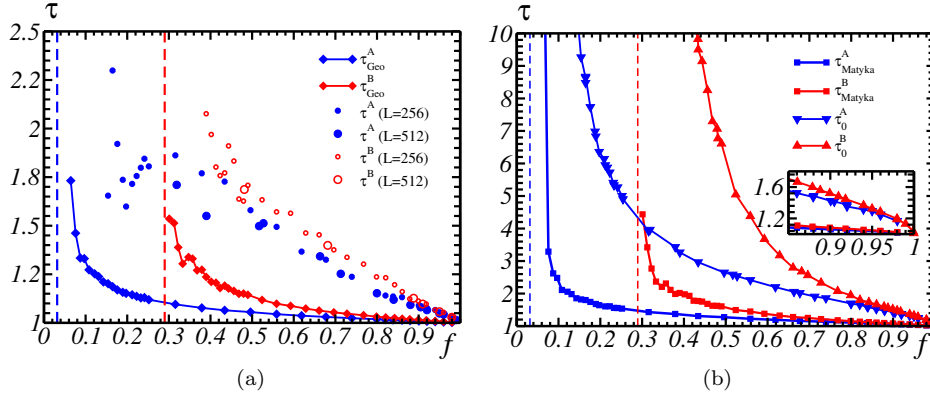 τ
2.5
2.2
2
1.8
1.5
1.2
1
0 0.1 0.2 0.3 0.4 0.5 0.6 0.7 0.8 0.9 f
τ^A_Geo
τ^B_Geo
τ^A (L=256)
τ^A (L=512)
τ^B (L=256)
τ^B (L=512)
(a)
τ
10
9
8
7
6
5
4
3
2
1
0 0.1 0.2 0.3 0.4 0.5 0.6 0.7 0.8 0.9 f
τ^A_Matyka
τ^B_Matyka
τ^A_0
τ^B_0
1.6
1.2
0.9 0.95 1
(b)